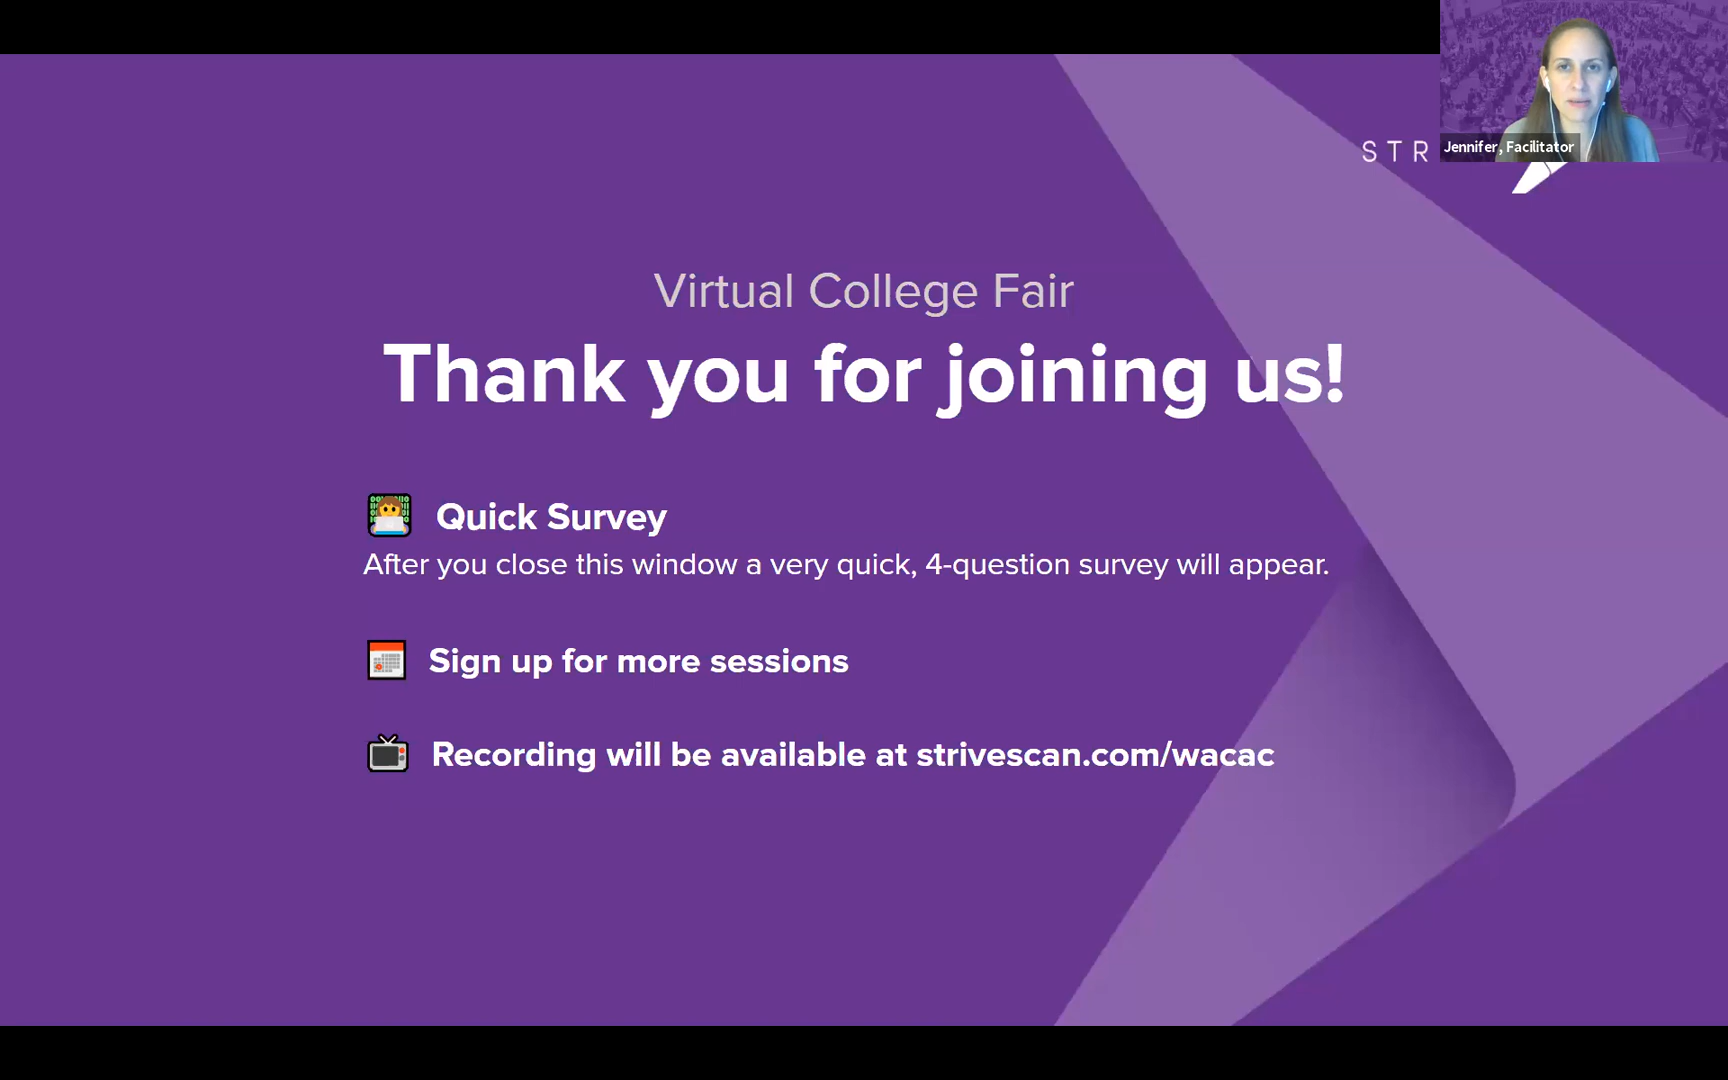 STR
Jennifer, Facilitator
Virtual College Fair
Thank you for joining us!
Quick Survey
After you close this window a very quick, 4-question survey will appear.
Sign up for more sessions
Recording will be available at strivescan.com/wacac